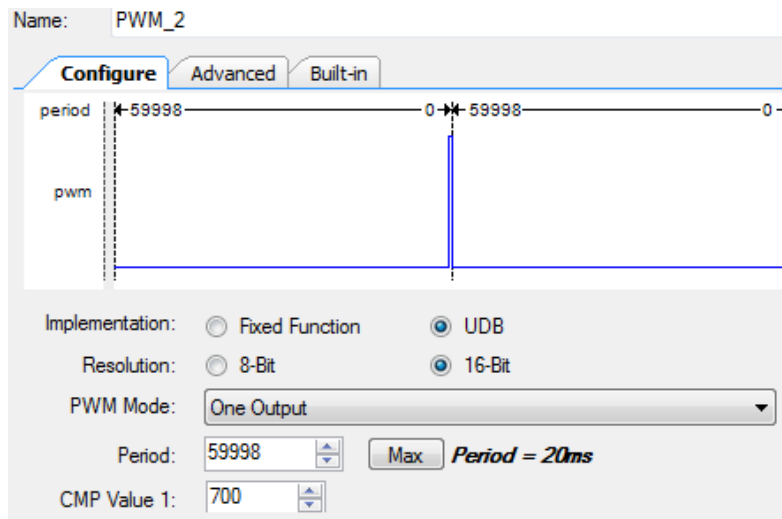 Name: PWM_2
Configure Advanced Built-in
period 59998 0 59998 0
pwm
Implementation: Fixed Function UDB
Resolution: 8-Bit 16-Bit
PWM Mode: One Output
Period: 59998 Max Period = 20ms
CMP Value 1: 700